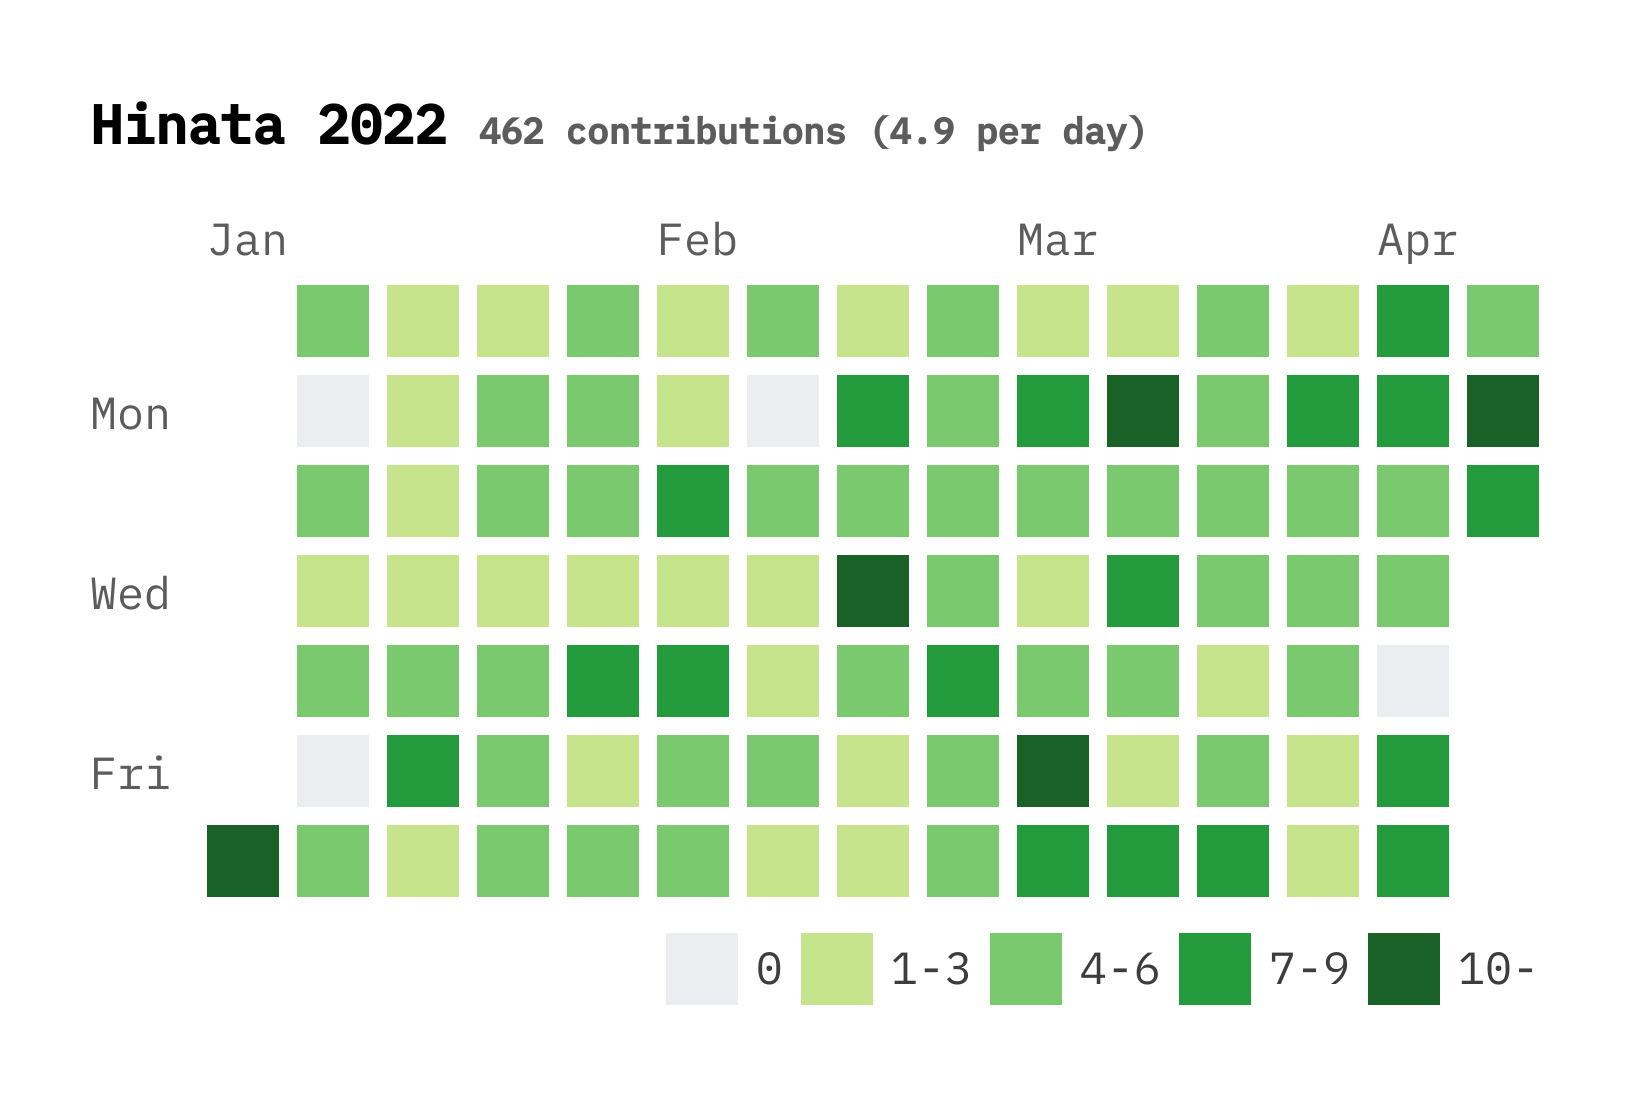 Hinata 2022 462 contributions (4.9 per day)
Jan Feb Mar Apr
Mon
Wed
Fri
0 1-3 4-6 7-9 10-